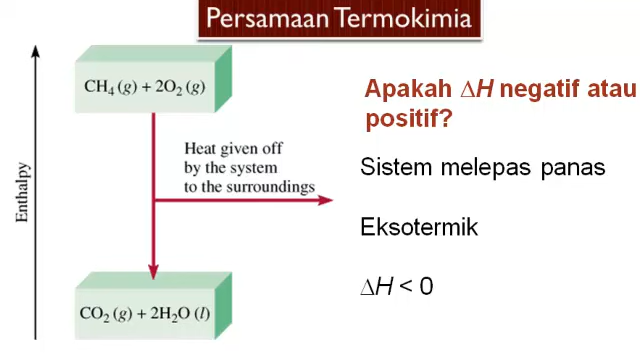 Persamaan Termokimia
Enthalpy
CH₄ (g) + 2O₂ (g)
Heat given off
by the system
to the surroundings
CO₂ (g) + 2H₂O (l)
Apakah ΔH negatif atau
positif?
Sistem melepas panas
Eksotermik
ΔH < 0